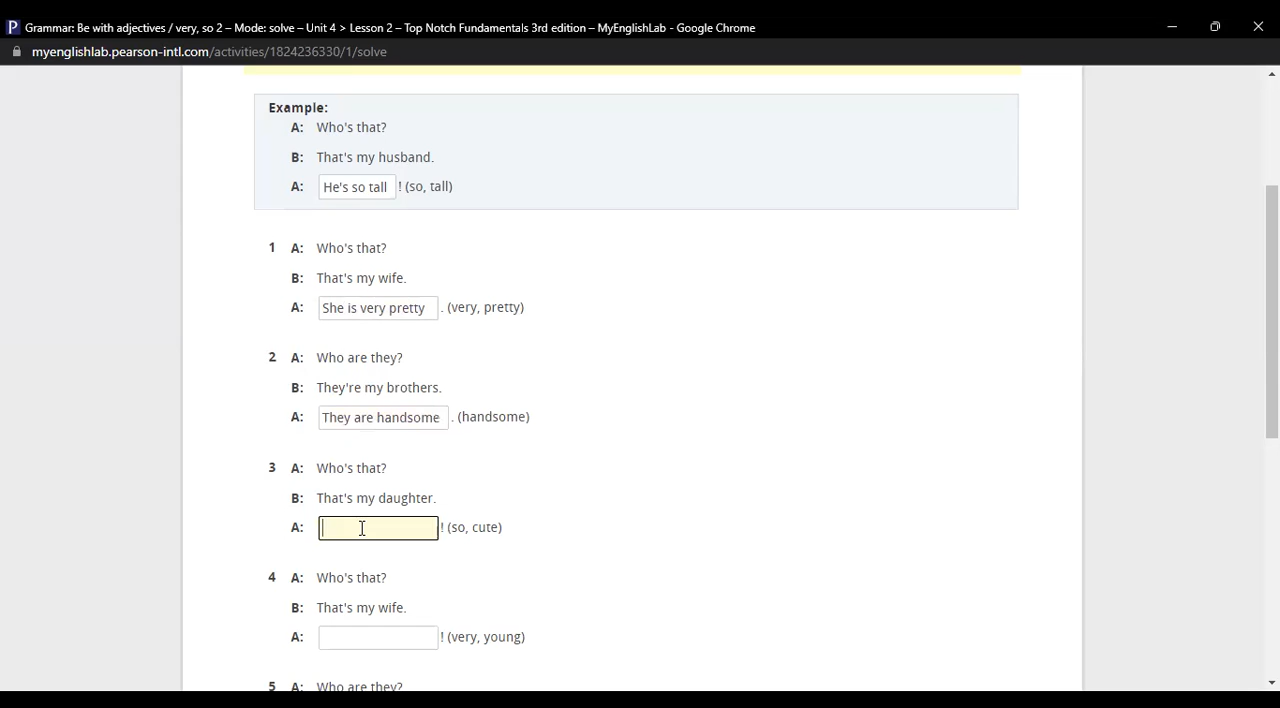 Grammar: Be with adjectives / very, so 2 – Mode: solve – Unit 4 > Lesson 2 – Top Notch Fundamentals 3rd edition – MyEnglishLab - Google Chrome
myenglishlab.pearson-intl.com/activities/1824236330/1/solve
Example:
A: Who's that?
B: That's my husband.
A: He's so tall ! (so, tall)
1 A: Who's that?
B: That's my wife.
A: She is very pretty . (very, pretty)
2 A: Who are they?
B: They're my brothers.
A: They are handsome . (handsome)
3 A: Who's that?
B: That's my daughter.
A: ! (so, cute)
4 A: Who's that?
B: That's my wife.
A: ! (very, young)
5 A: Who are they?